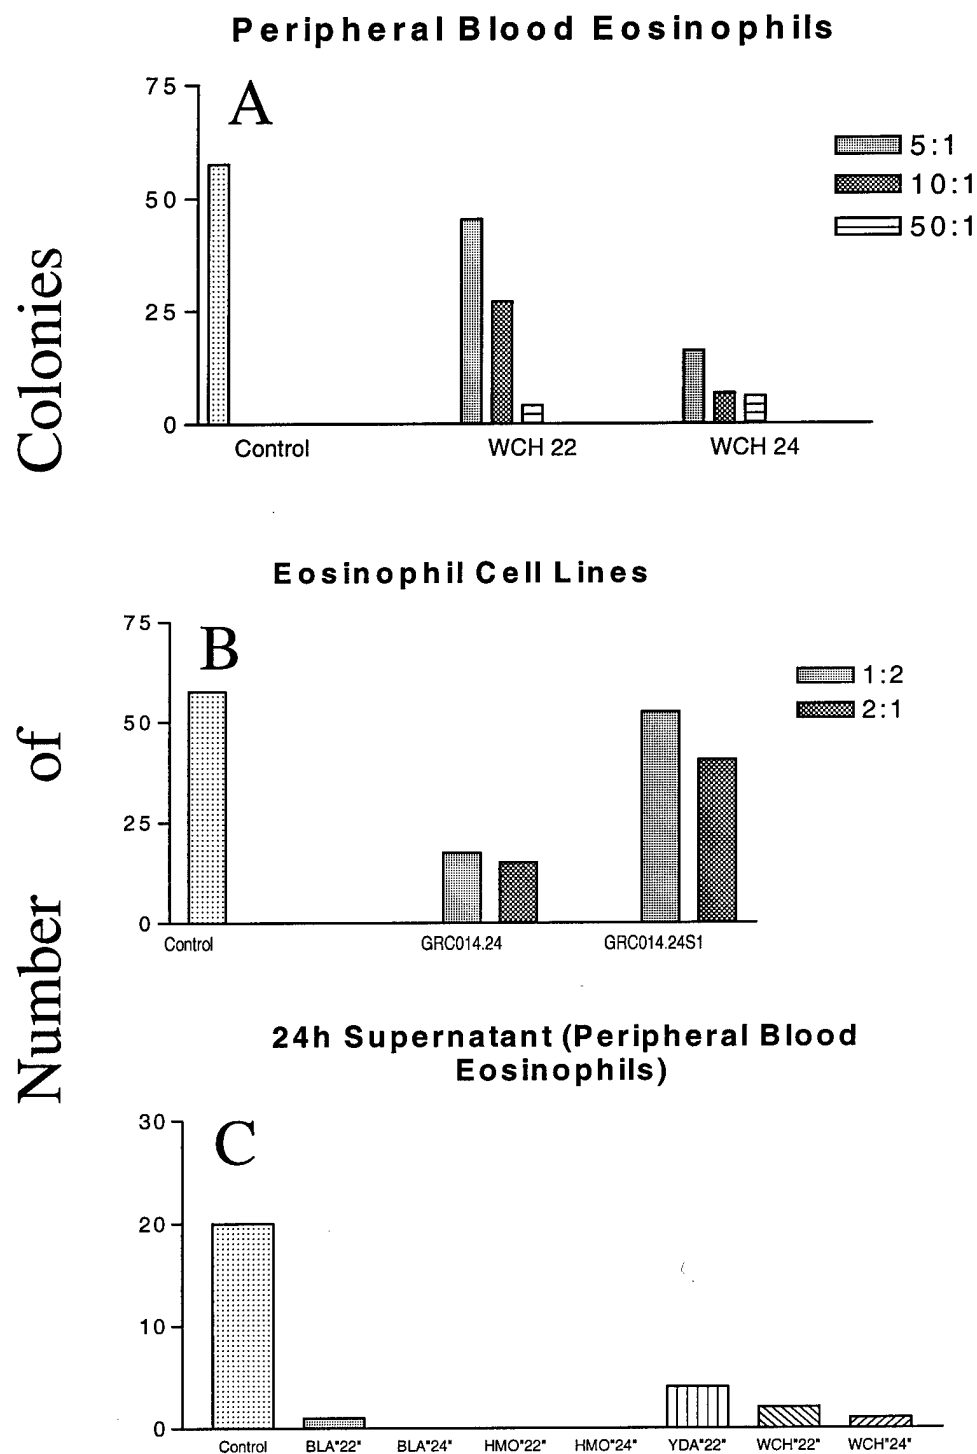 Peripheral Blood Eosinophils
75
A
5:1
50
10:1
50:1
25
0
Control
WCH 22
WCH 24
Eosinophil Cell Lines
75
B
1:2
50
2:1
25
0
Control
GRC014.24
GRC014.24S1
24h Supernatant (Peripheral Blood
Eosinophils)
30
C
20
10
0
Control
BLA"22"
BLA"24"
HMO"22"
HMO"24"
YDA"22"
WCH"22"
WCH"24"
Number of Colonies